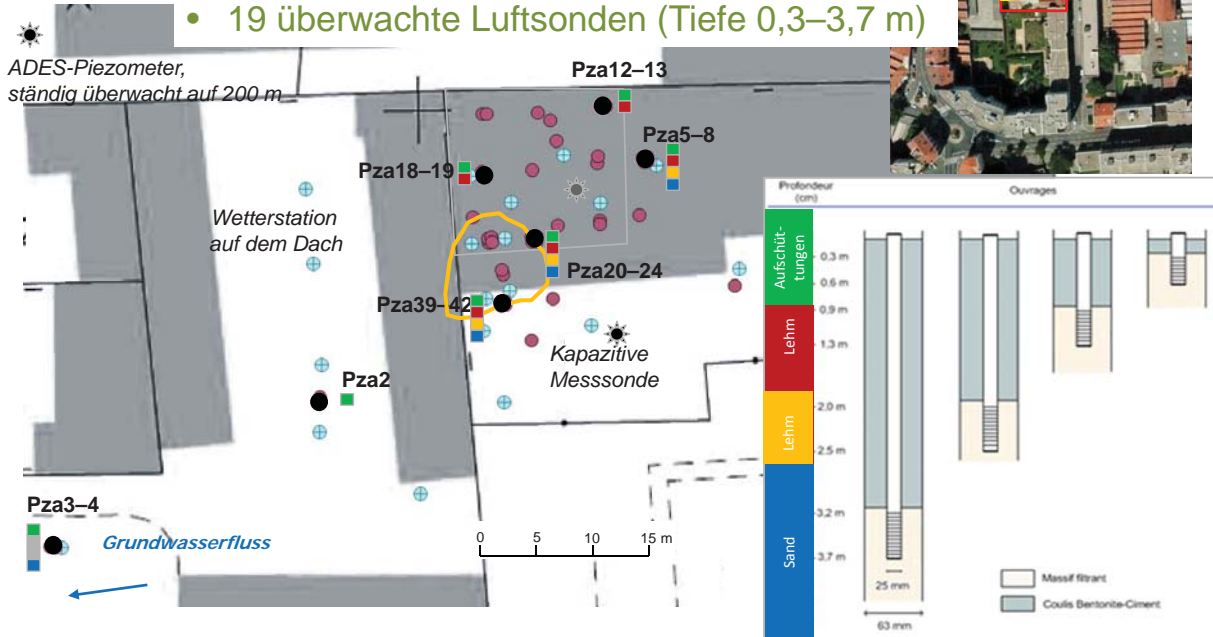 • 19 überwachte Luftsonden (Tiefe 0,3–3,7 m)
ADES-Piezometer,
ständig überwacht auf 200 m
Pza12–13
Pza5–8
Pza18–19
Wetterstation
auf dem Dach
Pza20–24
Pza39–42
Kapazitive
Messsonde
Pza2
Pza3–4
Grundwasserfluss
0 5 10 15 m
Profondeur
(cm)
Ouvrages
Aufschüt-
tungen
Lehm
Lehm
Sand
0.3 m
0.6 m
0,9 m
1,3 m
2.0 m
2.5 m
3.2 m
3,7 m
25 mm
63 mm
Massif filtrant
Coulis Bentonite-Ciment